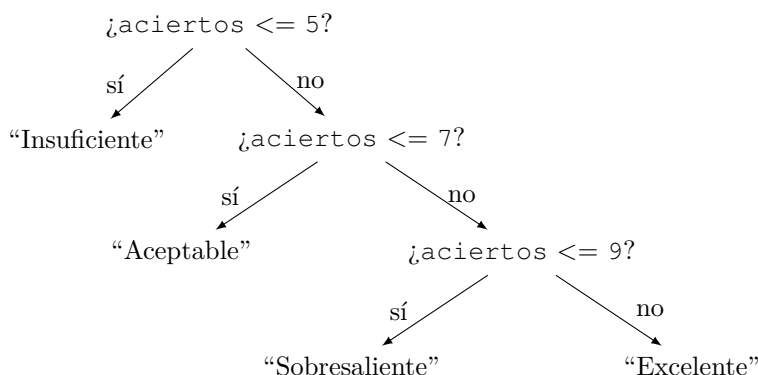 ¿aciertos <= 5?
sí
no
“Insuficiente”
¿aciertos <= 7?
sí
no
“Aceptable”
¿aciertos <= 9?
sí
no
“Sobresaliente”
“Excelente”